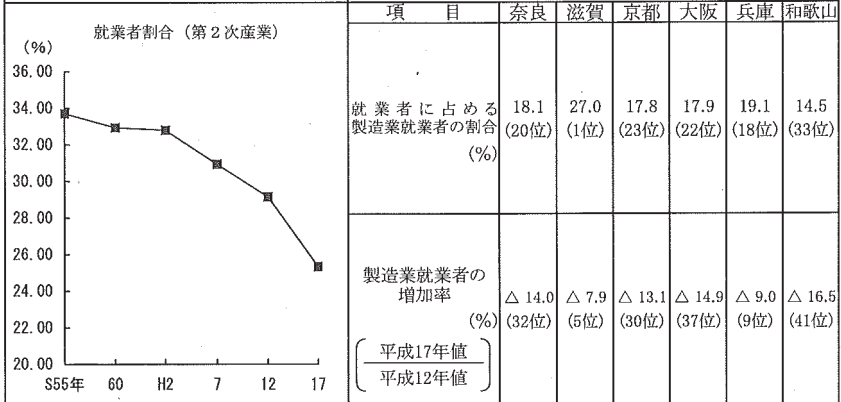 就業者割合（第２次産業）
（%）
36.00
34.00
32.00
30.00
28.00
26.00
24.00
22.00
20.00
S55年 60 H2 7 12 17
項 目 奈良 滋賀 京都 大阪 兵庫 和歌山
就業者に占める
製造業就業者の割合
(%)
18.1 27.0 17.8 17.9 19.1 14.5
(20位) (1位) (23位) (22位) (18位) (33位)
製造業就業者の
増加率
(%)
平成17年値
平成12年値
△ 14.0 △ 7.9 △ 13.1 △ 14.9 △ 9.0 △ 16.5
(32位) (5位) (30位) (37位) (9位) (41位)